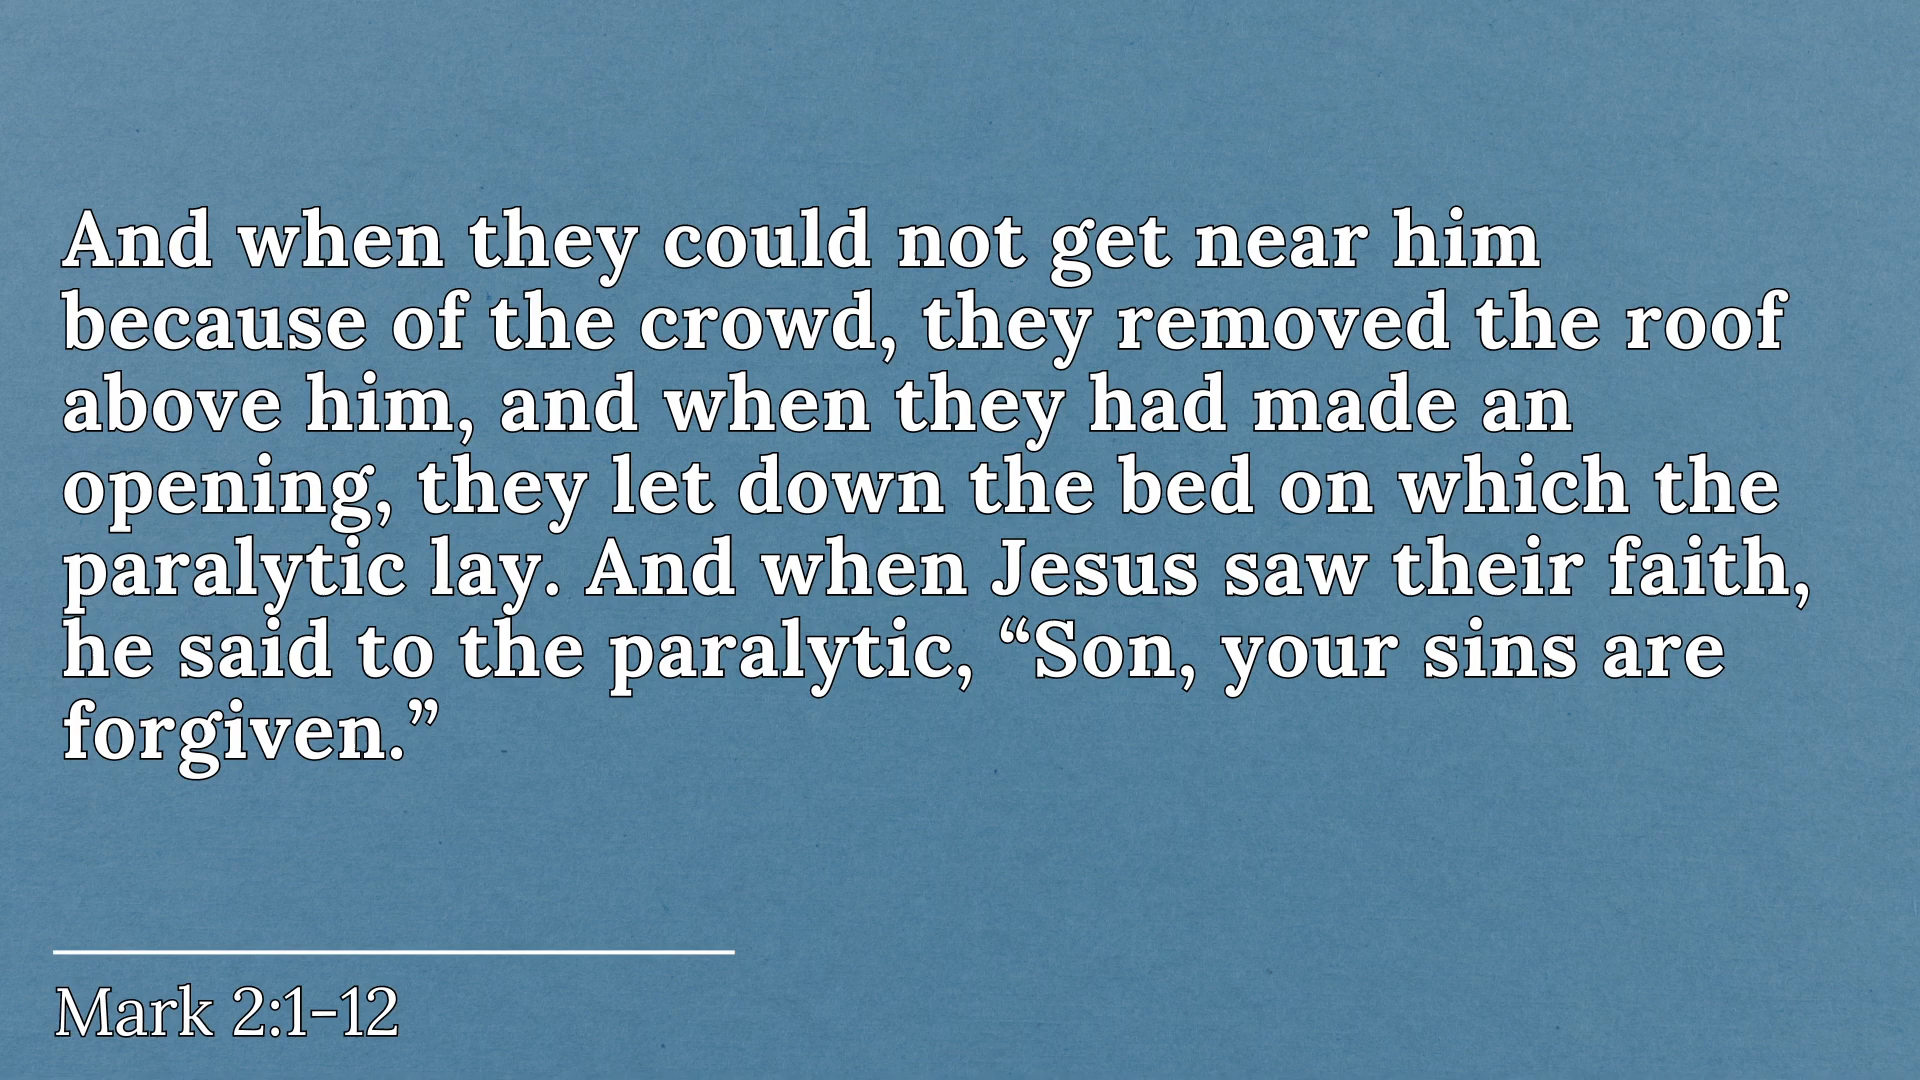 And when they could not get near him
because of the crowd, they removed the roof
above him, and when they had made an
opening, they let down the bed on which the
paralytic lay. And when Jesus saw their faith,
he said to the paralytic, “Son, your sins are
forgiven.”
Mark 2:1–12